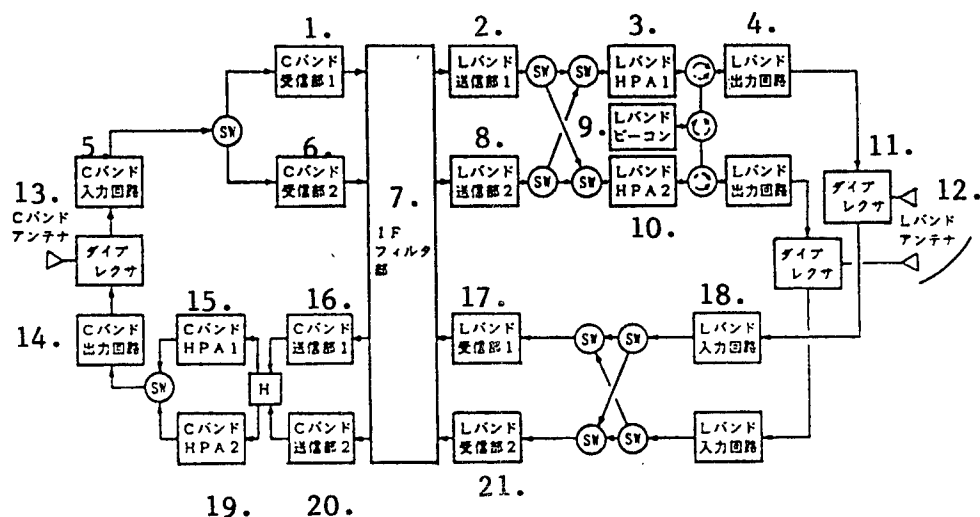 1.
Cバンド
受信部1
2.
Lバンド
送信部1
SW
SW
3.
Lバンド
HPA1
4.
Lバンド
出力回路
SW
5.
Cバンド
入力回路
6.
Cバンド
受信部2
7.
IF
フィルタ
部
8.
Lバンド
送信部2
SW
SW
9.
Lバンド
ビーコン
Lバンド
HPA2
10.
Lバンド
出力回路
11.
ダイプ
レクサ
12.
Lバンド
アンテナ
ダイプ
レクサ
13.
Cバンド
アンテナ
ダイプ
レクサ
14.
Cバンド
出力回路
15.
Cバンド
HPA1
16.
Cバンド
送信部1
17.
Lバンド
受信部1
SW
SW
18.
Lバンド
入力回路
SW
H
Cバンド
HPA2
19.
Cバンド
送信部2
20.
Lバンド
受信部2
21.
SW
SW
Lバンド
入力回路